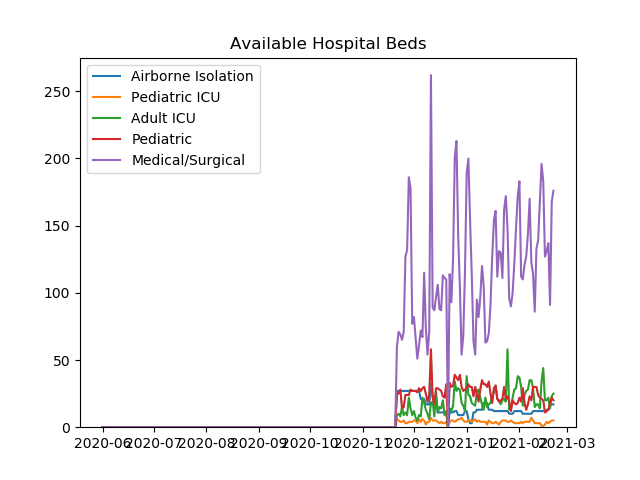 Available Hospital Beds
Airborne Isolation
Pediatric ICU
Adult ICU
Pediatric
Medical/Surgical
250
200
150
100
50
0
2020-06 2020-07 2020-08 2020-09 2020-10 2020-11 2020-12 2021-01 2021-02 2021-03